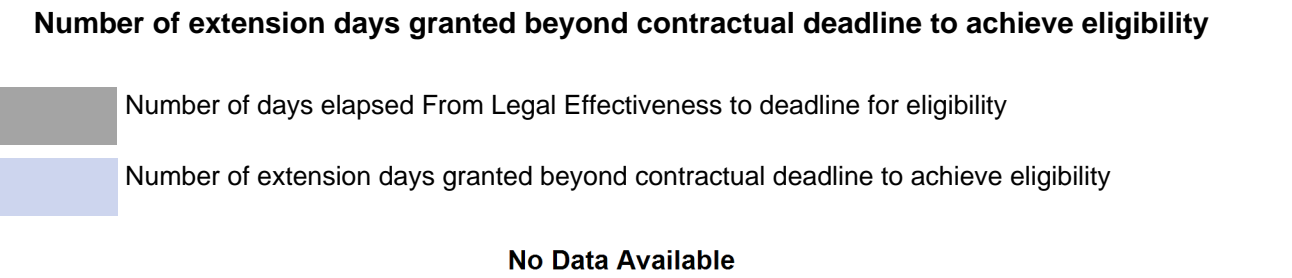 Number of extension days granted beyond contractual deadline to achieve eligibility
Number of days elapsed From Legal Effectiveness to deadline for eligibility
Number of extension days granted beyond contractual deadline to achieve eligibility
No Data Available